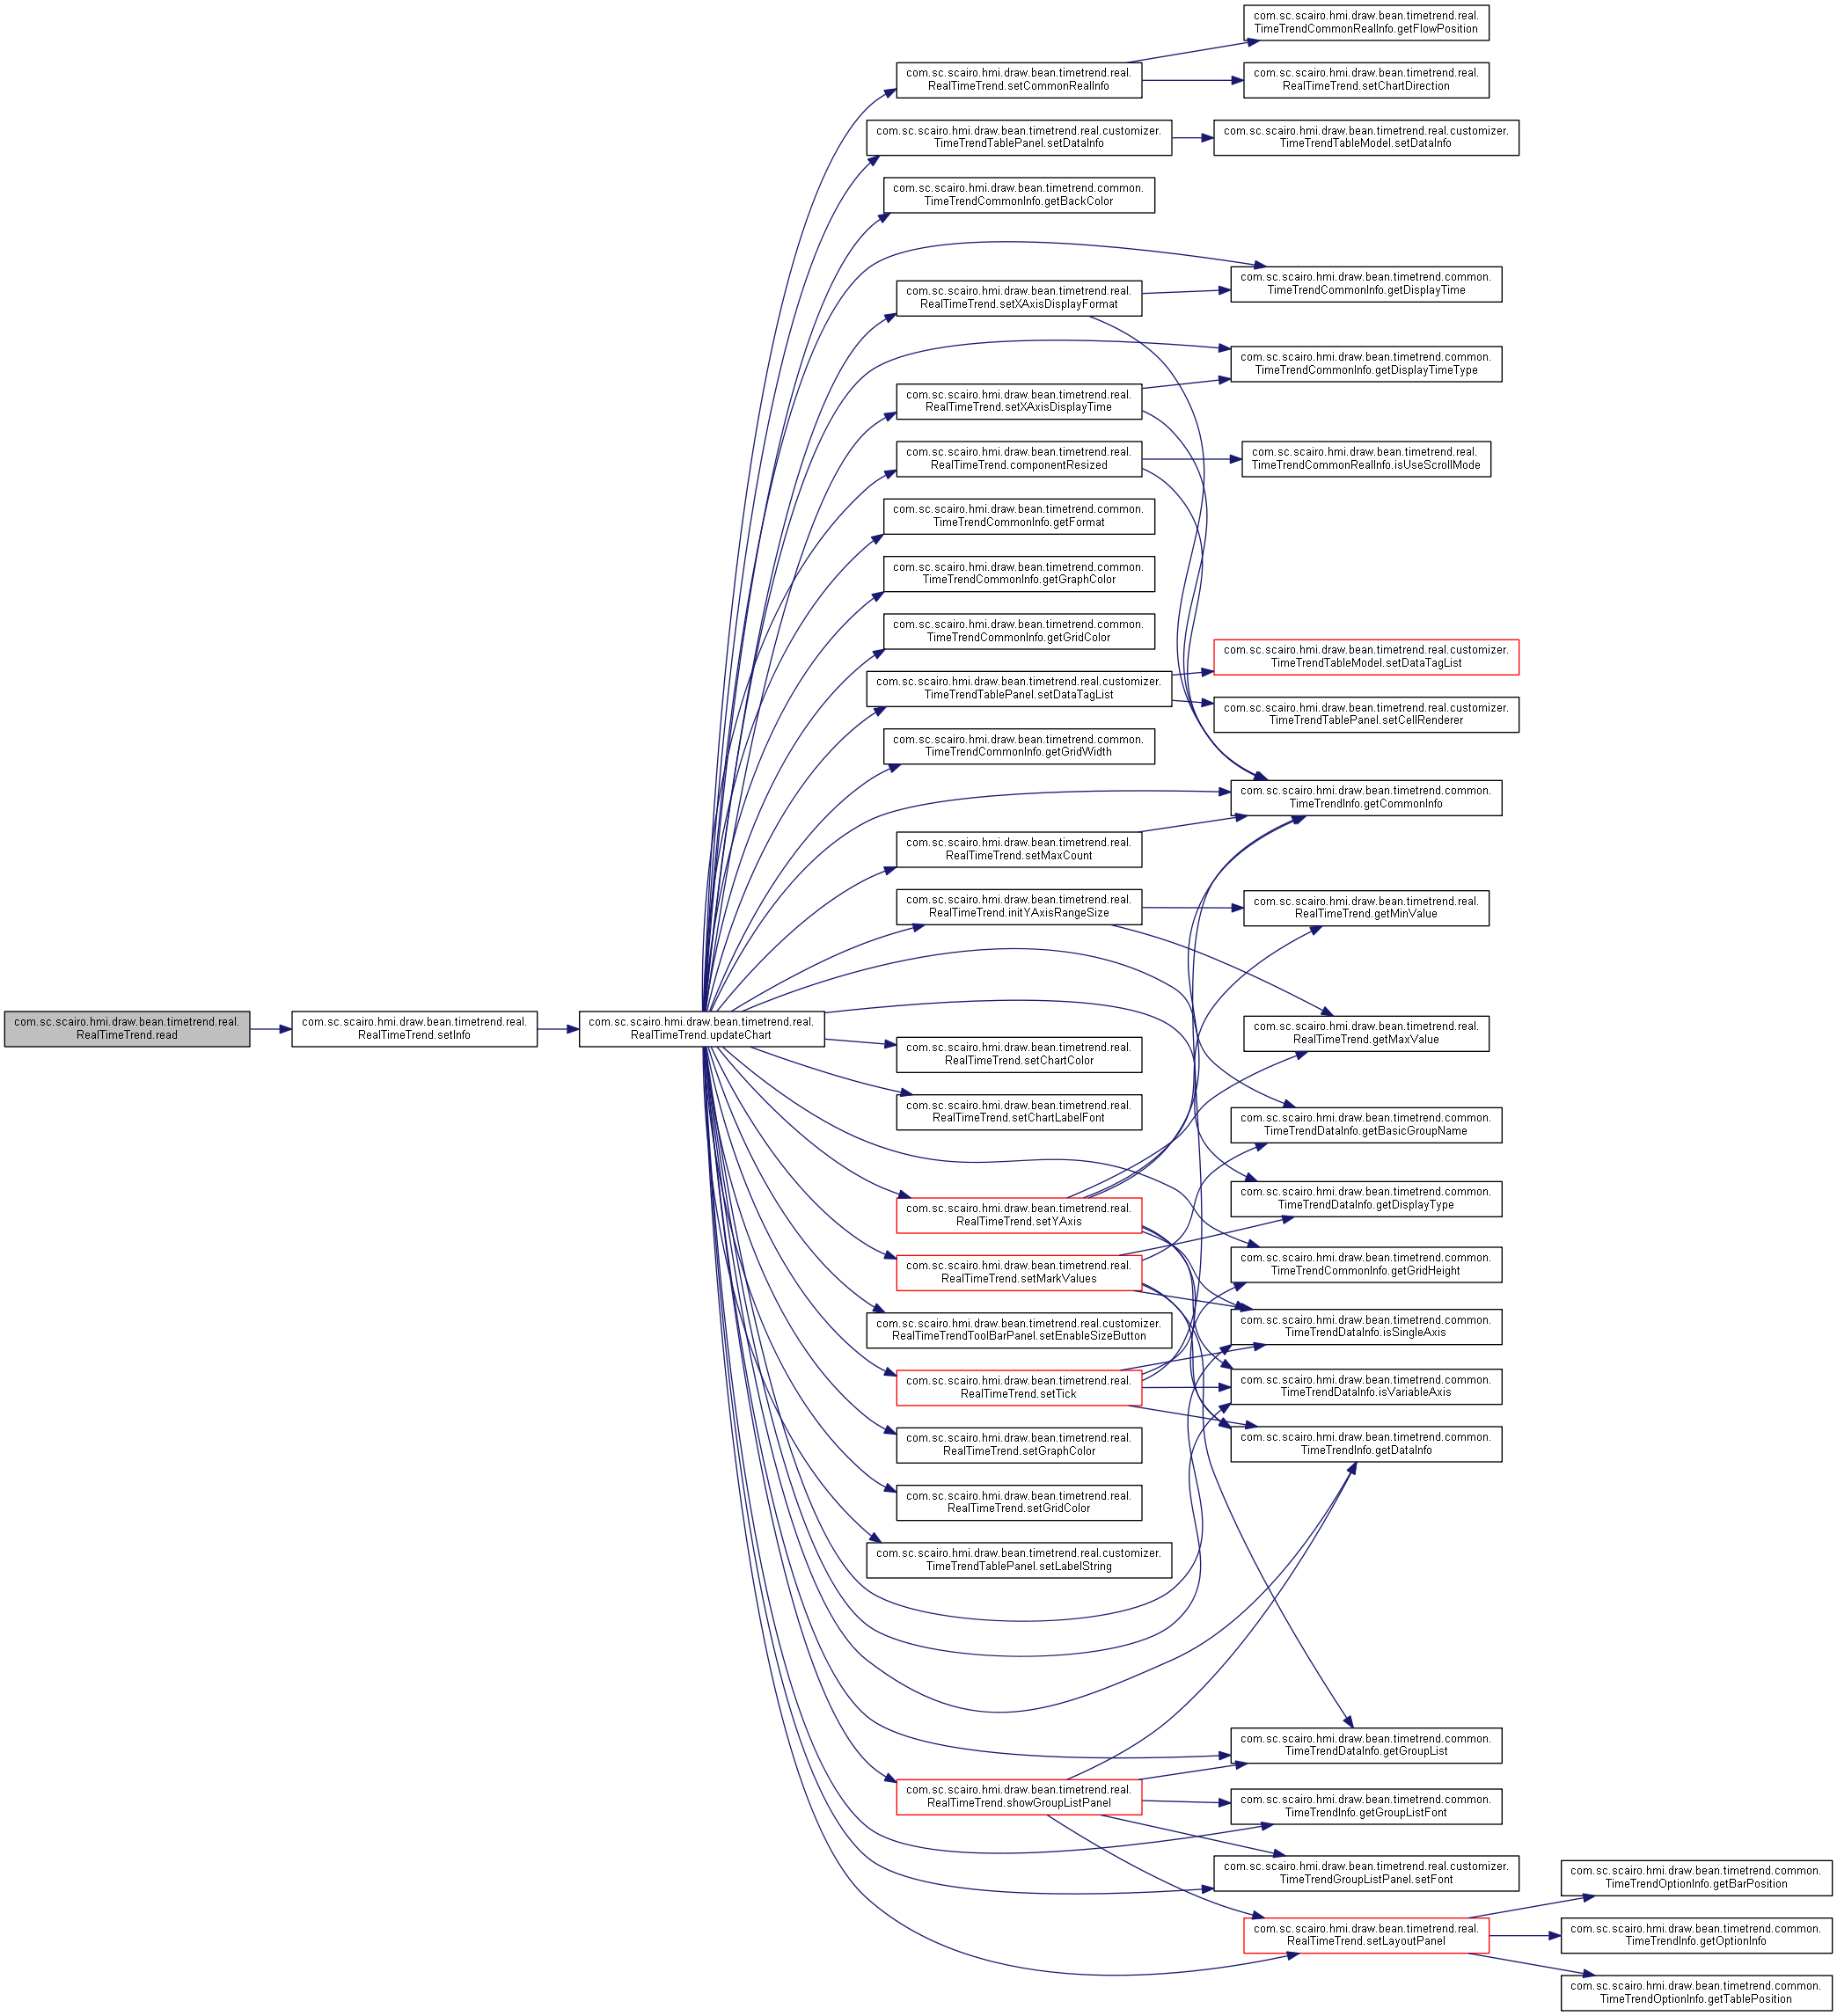 com.sc.scairo.hmi.draw.bean.timetrend.real.
RealTimeTrend.read
com.sc.scairo.hmi.draw.bean.timetrend.real.
RealTimeTrend.setInfo
com.sc.scairo.hmi.draw.bean.timetrend.real.
RealTimeTrend.updateChart
com.sc.scairo.hmi.draw.bean.timetrend.real.
RealTimeTrend.setCommonRealInfo
com.sc.scairo.hmi.draw.bean.timetrend.real.customizer.
TimeTrendTablePanel.setDataInfo
com.sc.scairo.hmi.draw.bean.timetrend.common.
TimeTrendCommonInfo.getBackColor
com.sc.scairo.hmi.draw.bean.timetrend.real.
RealTimeTrend.setXAxisDisplayFormat
com.sc.scairo.hmi.draw.bean.timetrend.real.
RealTimeTrend.setXAxisDisplayTime
com.sc.scairo.hmi.draw.bean.timetrend.real.
RealTimeTrend.componentResized
com.sc.scairo.hmi.draw.bean.timetrend.common.
TimeTrendCommonInfo.getFormat
com.sc.scairo.hmi.draw.bean.timetrend.common.
TimeTrendCommonInfo.getGraphColor
com.sc.scairo.hmi.draw.bean.timetrend.common.
TimeTrendCommonInfo.getGridColor
com.sc.scairo.hmi.draw.bean.timetrend.real.customizer.
TimeTrendTablePanel.setDataTagList
com.sc.scairo.hmi.draw.bean.timetrend.common.
TimeTrendCommonInfo.getGridWidth
com.sc.scairo.hmi.draw.bean.timetrend.real.
RealTimeTrend.setMaxCount
com.sc.scairo.hmi.draw.bean.timetrend.real.
RealTimeTrend.initYAxisRangeSize
com.sc.scairo.hmi.draw.bean.timetrend.real.
RealTimeTrend.setChartColor
com.sc.scairo.hmi.draw.bean.timetrend.real.
RealTimeTrend.setChartLabelFont
com.sc.scairo.hmi.draw.bean.timetrend.real.
RealTimeTrend.setYAxis
com.sc.scairo.hmi.draw.bean.timetrend.real.
RealTimeTrend.setMarkValues
com.sc.scairo.hmi.draw.bean.timetrend.real.customizer.
RealTimeTrendToolBarPanel.setEnableSizeButton
com.sc.scairo.hmi.draw.bean.timetrend.real.
RealTimeTrend.setTick
com.sc.scairo.hmi.draw.bean.timetrend.real.
RealTimeTrend.setGraphColor
com.sc.scairo.hmi.draw.bean.timetrend.real.
RealTimeTrend.setGridColor
com.sc.scairo.hmi.draw.bean.timetrend.real.customizer.
TimeTrendTablePanel.setLabelString
com.sc.scairo.hmi.draw.bean.timetrend.real.
RealTimeTrend.showGroupListPanel
com.sc.scairo.hmi.draw.bean.timetrend.real.
TimeTrendCommonRealInfo.getFlowPosition
com.sc.scairo.hmi.draw.bean.timetrend.real.
RealTimeTrend.setChartDirection
com.sc.scairo.hmi.draw.bean.timetrend.real.customizer.
TimeTrendTableModel.setDataInfo
com.sc.scairo.hmi.draw.bean.timetrend.common.
TimeTrendCommonInfo.getDisplayTime
com.sc.scairo.hmi.draw.bean.timetrend.common.
TimeTrendCommonInfo.getDisplayTimeType
com.sc.scairo.hmi.draw.bean.timetrend.real.
TimeTrendCommonRealInfo.isUseScrollMode
com.sc.scairo.hmi.draw.bean.timetrend.real.customizer.
TimeTrendTableModel.setDataTagList
com.sc.scairo.hmi.draw.bean.timetrend.real.customizer.
TimeTrendTablePanel.setCellRenderer
com.sc.scairo.hmi.draw.bean.timetrend.common.
TimeTrendInfo.getCommonInfo
com.sc.scairo.hmi.draw.bean.timetrend.real.
RealTimeTrend.getMinValue
com.sc.scairo.hmi.draw.bean.timetrend.real.
RealTimeTrend.getMaxValue
com.sc.scairo.hmi.draw.bean.timetrend.common.
TimeTrendDataInfo.getBasicGroupName
com.sc.scairo.hmi.draw.bean.timetrend.common.
TimeTrendDataInfo.getDisplayType
com.sc.scairo.hmi.draw.bean.timetrend.common.
TimeTrendCommonInfo.getGridHeight
com.sc.scairo.hmi.draw.bean.timetrend.common.
TimeTrendDataInfo.isSingleAxis
com.sc.scairo.hmi.draw.bean.timetrend.common.
TimeTrendDataInfo.isVariableAxis
com.sc.scairo.hmi.draw.bean.timetrend.common.
TimeTrendInfo.getDataInfo
com.sc.scairo.hmi.draw.bean.timetrend.common.
TimeTrendDataInfo.getGroupList
com.sc.scairo.hmi.draw.bean.timetrend.common.
TimeTrendInfo.getGroupListFont
com.sc.scairo.hmi.draw.bean.timetrend.real.customizer.
TimeTrendGroupListPanel.setFont
com.sc.scairo.hmi.draw.bean.timetrend.real.
RealTimeTrend.setLayoutPanel
com.sc.scairo.hmi.draw.bean.timetrend.common.
TimeTrendOptionInfo.getBarPosition
com.sc.scairo.hmi.draw.bean.timetrend.common.
TimeTrendInfo.getOptionInfo
com.sc.scairo.hmi.draw.bean.timetrend.common.
TimeTrendOptionInfo.getTablePosition